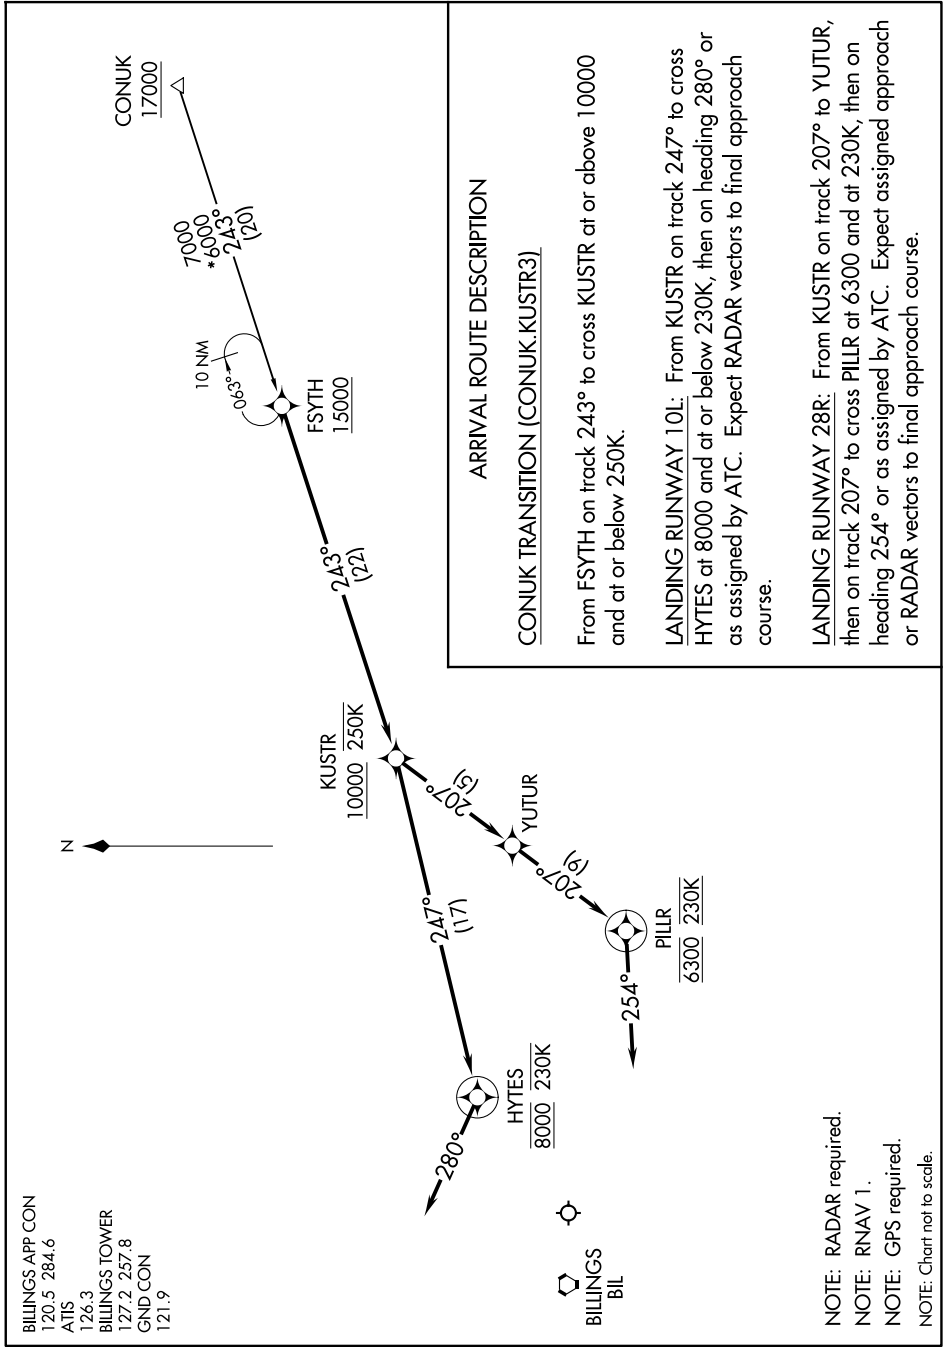 BILLINGS APP CON
120.5 284.6
ATIS
126.3
BILLINGS TOWER
127.2 257.8
GND CON
121.9
N
CONUK
17000
7000
*6000
243°
(20)
10 NM
063°
FSYTH
15000
243°
(22)
KUSTR
10000 250K
247°
(17)
207°
(5)
YUTUR
207°
(9)
HYTES
8000 230K
280°
PILLR
6300 230K
254°
BILLINGS
BIL
ARRIVAL ROUTE DESCRIPTION
CONUK TRANSITION (CONUK.KUSTR3)
From FSYTH on track 243° to cross KUSTR at or above 10000
and at or below 250K.
LANDING RUNWAY 10L: From KUSTR on track 247° to cross
HYTES at 8000 and at or below 230K, then on heading 280° or
as assigned by ATC. Expect RADAR vectors to final approach
course.
LANDING RUNWAY 28R: From KUSTR on track 207° to YUTUR,
then on track 207° to cross PILLR at 6300 and at 230K, then on
heading 254° or as assigned by ATC. Expect assigned approach
or RADAR vectors to final approach course.
NOTE: RADAR required.
NOTE: RNAV 1.
NOTE: GPS required.
NOTE: Chart not to scale.